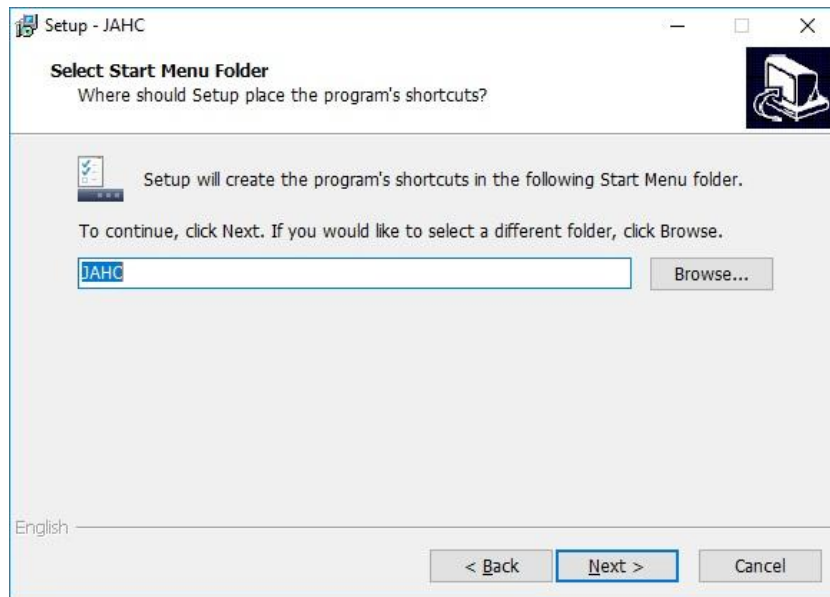 Setup - JAHC
Select Start Menu Folder
Where should Setup place the program's shortcuts?
Setup will create the program's shortcuts in the following Start Menu folder.
To continue, click Next. If you would like to select a different folder, click Browse.
JAHC
Browse...
English
< Back
Next >
Cancel